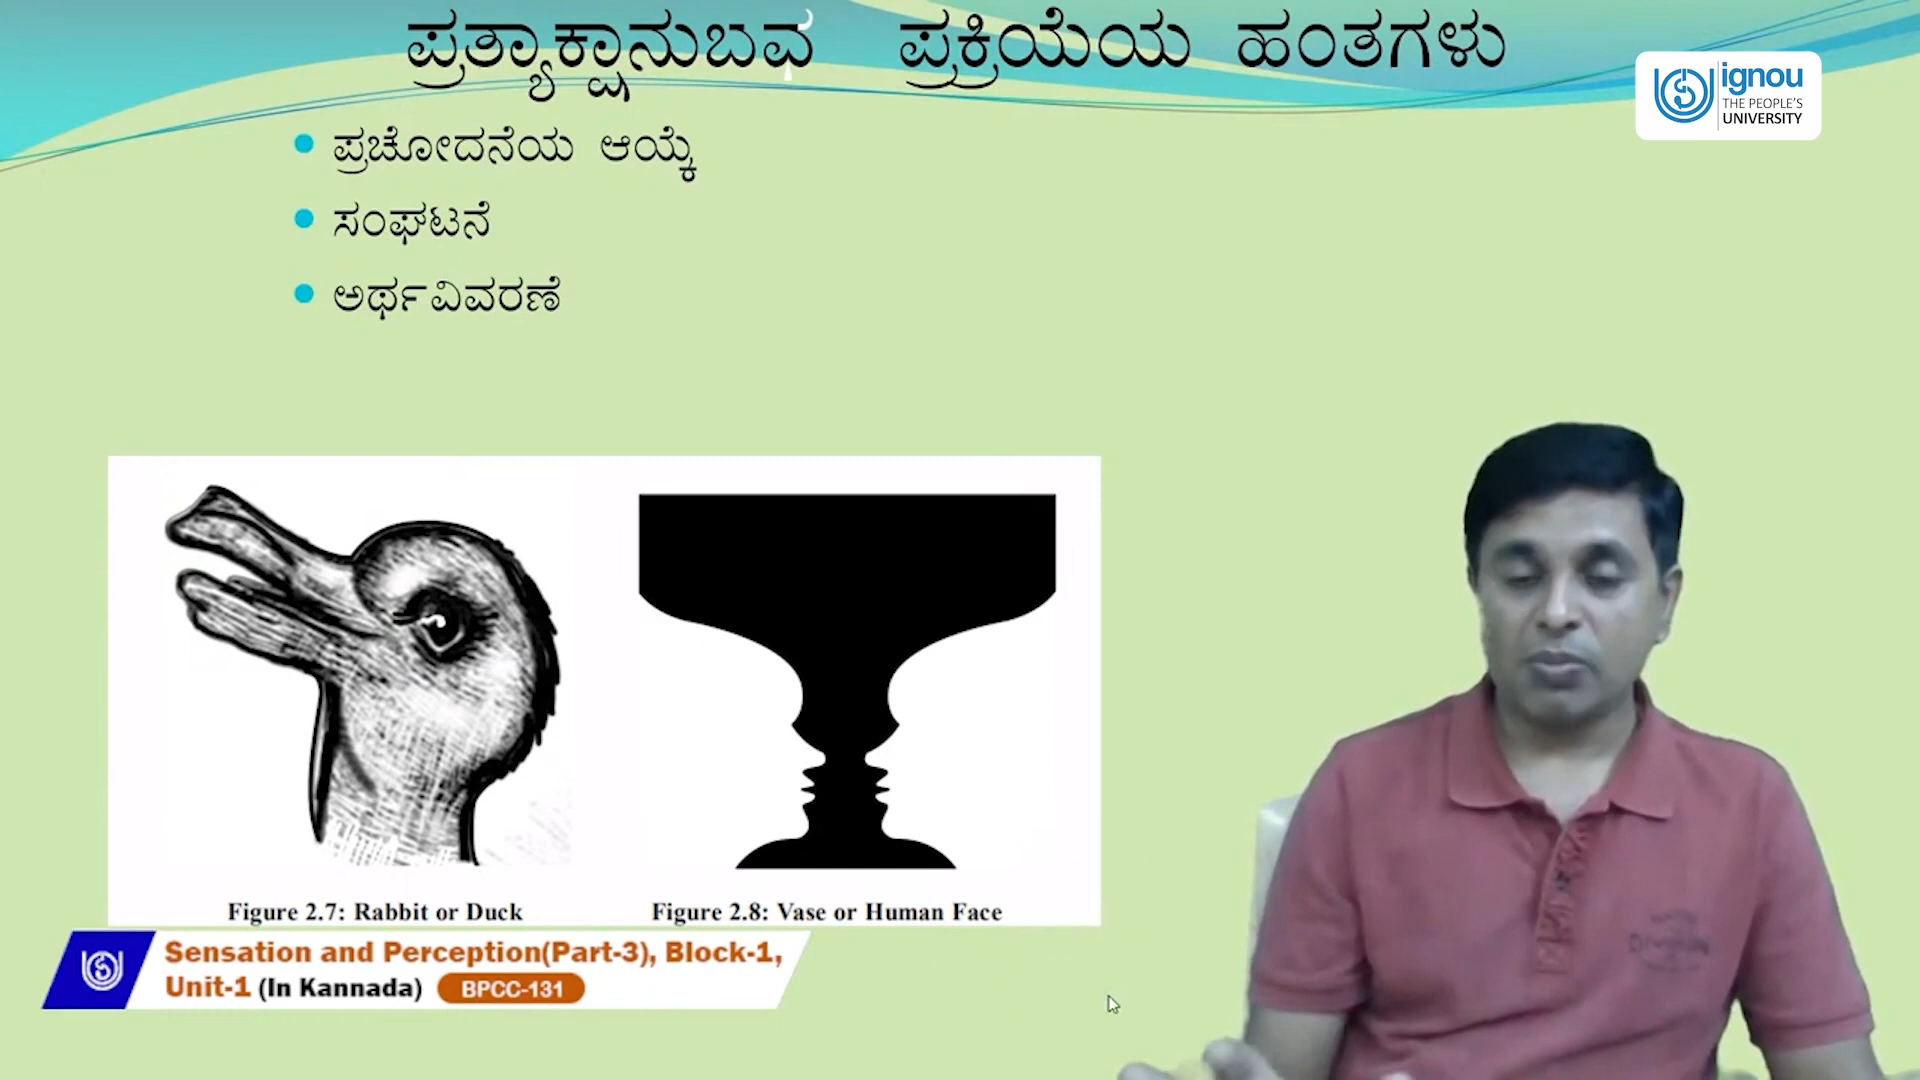 ಪ್ರತ್ಯಾಕ್ಷಾನುಬವ ಪ್ರಕ್ರಿಯೆಯ ಹಂತಗಳು
ignou
THE PEOPLE'S
UNIVERSITY
ಪ್ರಚೋದನೆಯ ಆಯ್ಕೆ
ಸಂಘಟನೆ
ಅರ್ಥವಿವರಣೆ
Figure 2.7: Rabbit or Duck
Figure 2.8: Vase or Human Face
Sensation and Perception(Part-3), Block-1,
Unit-1 (In Kannada) BPCC-131